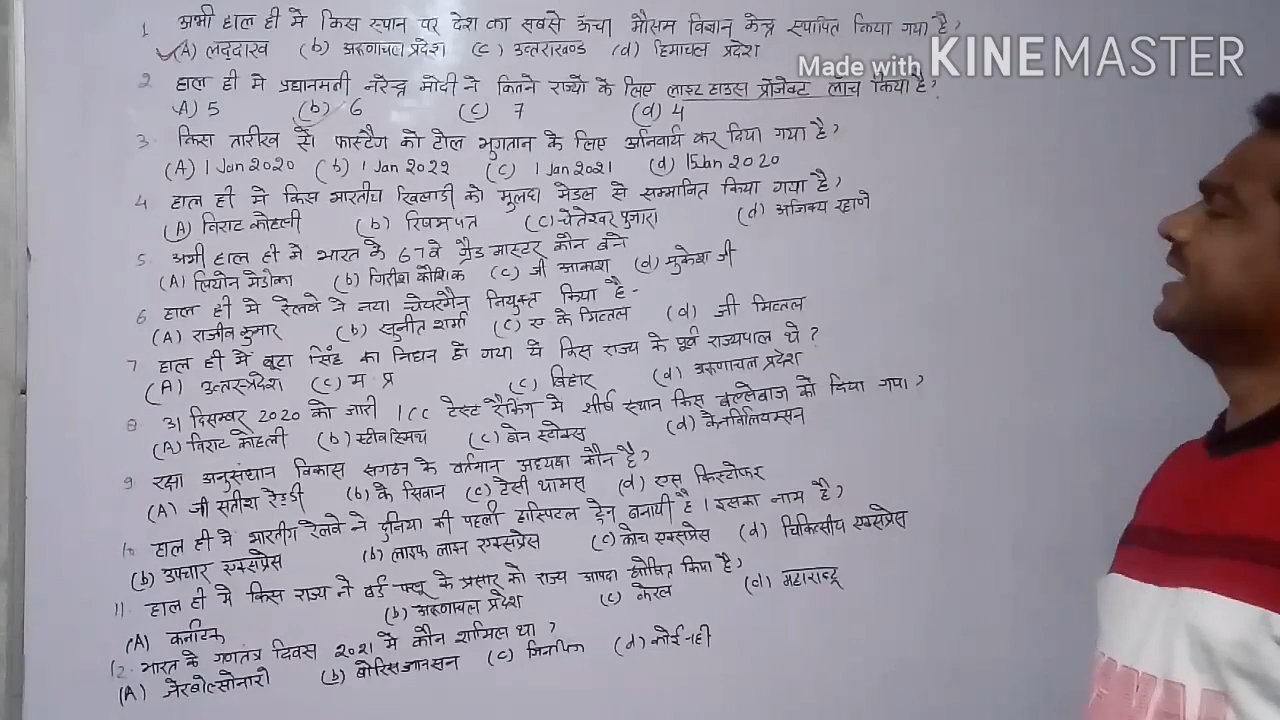 1 अभी हाल ही मे किस स्थान पर देश का सबसे ऊंचा मौसम विज्ञान केन्द्र स्थापित किया गया है?
(A) लद्दाख (b) अरूणाचल प्रदेश (c) उत्तराखण्ड (d) हिमाचल प्रदेश
Made with KINEMASTER
2 हाल ही मे प्रधानमंत्री नरेन्द्र मोदी ने कितने राज्यो के लिए लाइट हाउस प्रोजेक्ट लांच किया है?
A) 5 (b) 6 (c) 7 (d) 4
3. किस तारीख से फास्टैग को टोल भुगतान के लिए अनिवार्य कर दिया गया है?
(A) 1 Jan 2020 (b) 1 Jan 2022 (c) 1 Jan 2021 (d) 15Jan 2020
4 हाल ही मे किस भारतीय खिलाडी को मुलघ मेडल से सम्मानित किया गया है?
(A) विराट कोहली (b) रिषभ पंत (c) चेतेश्वर पुजारा (d) अजिंक्य रहाणे
5. अभी हाल ही मे भारत के 67वे ग्रैड मास्टर कौन बने
(A) लियोन मेंडोका (b) गिरीश कौशिक (c) जी आकाश (d) मुकेश जी
6 हाल ही मे रेलवे ने नया चेयरमैन नियुक्त किया है -
(A) राजीव कुमार (b) सुनीत शर्मा (c) ए के मित्तल (d) जी मित्तल
7 हाल ही मे बूटा सिंह का निधन हो गया ये किस राज्य के पूर्व राज्यपाल थे?
(A) उत्तरप्रदेश (c) म प्र (c) बिहार (d) अरूणाचल प्रदेश
8. 31 दिसम्बर 2020 को जारी ICC टेस्ट रैंकिग मे शीर्ष स्थान किस बल्लेबाज को दिया गया?
(A) विराट कोहली (b) स्टीव स्मिथ (c) बेन स्टोक्स (d) केन विलियम्सन
9 रक्षा अनुसंधान विकास संगठन के वर्तमान अध्यक्ष कौन है?
(A) जी सतीश रेड्डी (b) के सिवान (c) टेसी थामस (d) एस क्रिस्टोफर
10 हाल ही मे भारतीय रेलवे ने दुनिया की पहली हास्पिटल ट्रेन बनायी है। इसका नाम है?
(b) उपचार एक्सप्रेस (b) लाइफ लाइन एक्सप्रेस (c) कोच एक्सप्रेस (d) चिकित्सीय एक्सप्रेस
11. हाल ही मे किस राज्य ने बर्ड फ्लू के प्रसार को राज्य आपदा घोषित किया है?
(A) कर्नाटक (b) अरूणाचल प्रदेश (c) केरल (d) महाराष्ट्र
12. भारत के गणतंत्र दिवस 2021 मे कौन शामिल था?
(A) जेर बोल्सोनारो (b) बोरिस जानसन (c) जिनपिंग (d) कोई नही